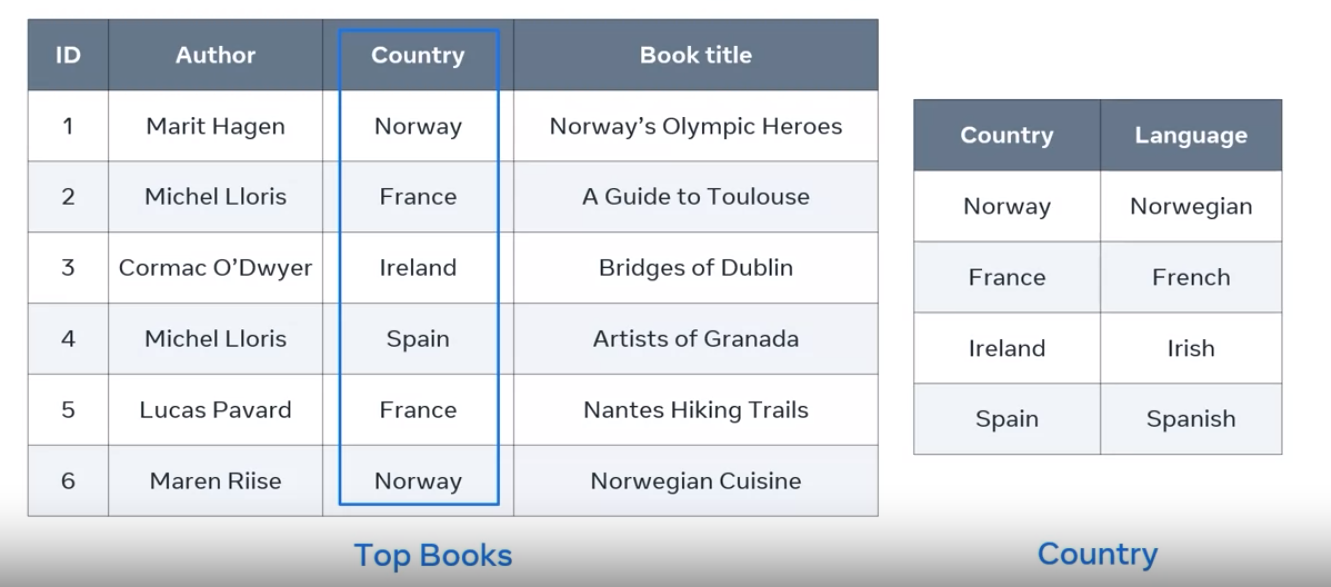 ID Author Country Book title
1 Marit Hagen Norway Norway’s Olympic Heroes
2 Michel Lloris France A Guide to Toulouse
3 Cormac O’Dwyer Ireland Bridges of Dublin
4 Michel Lloris Spain Artists of Granada
5 Lucas Pavard France Nantes Hiking Trails
6 Maren Riise Norway Norwegian Cuisine
Top Books
Country Language
Norway Norwegian
France French
Ireland Irish
Spain Spanish
Country